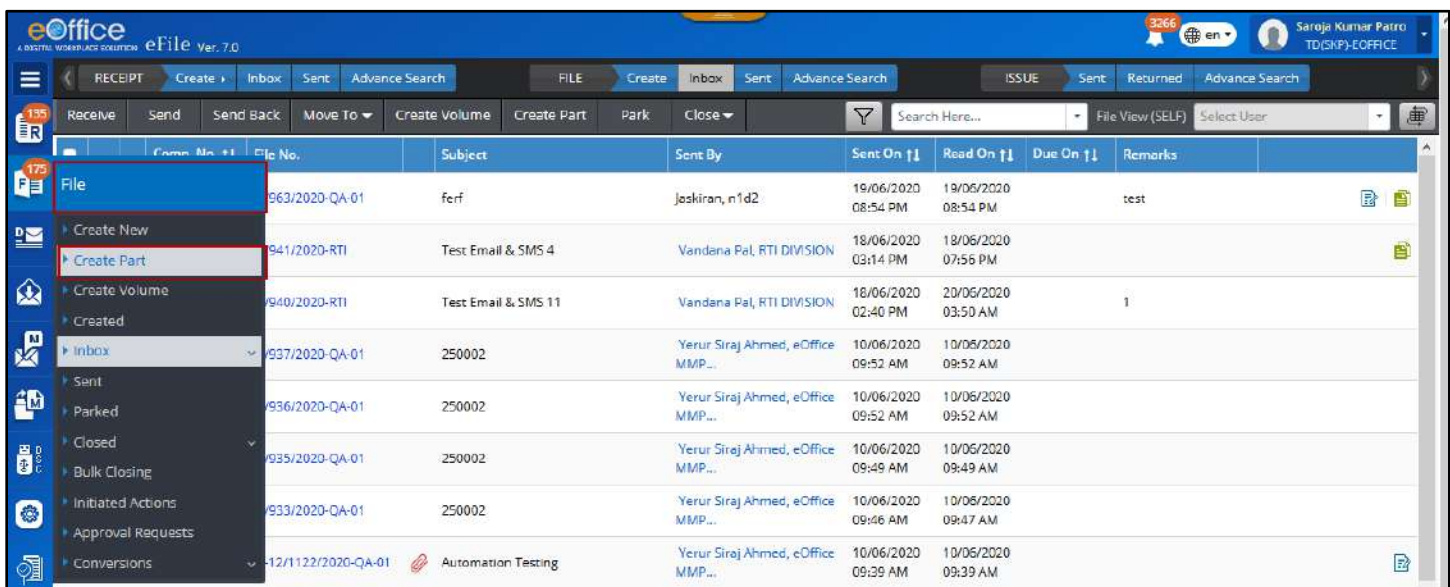 eOffice
A DIGITAL WORKPLACE SOLUTION eFile Ver. 7.0
3266
en
Saroja Kumar Patro
TD(SKP)-EOFFICE
RECEIPT Create Inbox Sent Advance Search FILE Create Inbox Sent Advance Search ISSUE Sent Returned Advance Search
135
R
Receive Send Send Back Move To Create Volume Create Part Park Close Search Here... File View (SELF) Select User
Comp. No. File No. Subject Sent By Sent On Read On Due On Remarks
175
F
File
/963/2020-QA-01 ferf Jaskiran, n1d2 19/06/2020 08:54 PM 19/06/2020 08:54 PM test
D
Create New
Create Part
/941/2020-RTI Test Email & SMS 4 Vandana Pal, RTI DIVISION 18/06/2020 03:14 PM 18/06/2020 07:56 PM
Create Volume
/940/2020-RTI Test Email & SMS 11 Vandana Pal, RTI DIVISION 18/06/2020 02:40 PM 20/06/2020 03:50 AM 1
Created
N
Inbox
/937/2020-QA-01 250002 Yerur Siraj Ahmed, eOffice MMP... 10/06/2020 09:52 AM 10/06/2020 09:52 AM
Sent
M
Parked
/936/2020-QA-01 250002 Yerur Siraj Ahmed, eOffice MMP... 10/06/2020 09:52 AM 10/06/2020 09:52 AM
Closed
DSC
/935/2020-QA-01 250002 Yerur Siraj Ahmed, eOffice MMP... 10/06/2020 09:49 AM 10/06/2020 09:49 AM
Bulk Closing
Initiated Actions
/933/2020-QA-01 250002 Yerur Siraj Ahmed, eOffice MMP... 10/06/2020 09:46 AM 10/06/2020 09:47 AM
Approval Requests
Conversions
-12/1122/2020-QA-01 Automation Testing Yerur Siraj Ahmed, eOffice MMP... 10/06/2020 09:39 AM 10/06/2020 09:39 AM